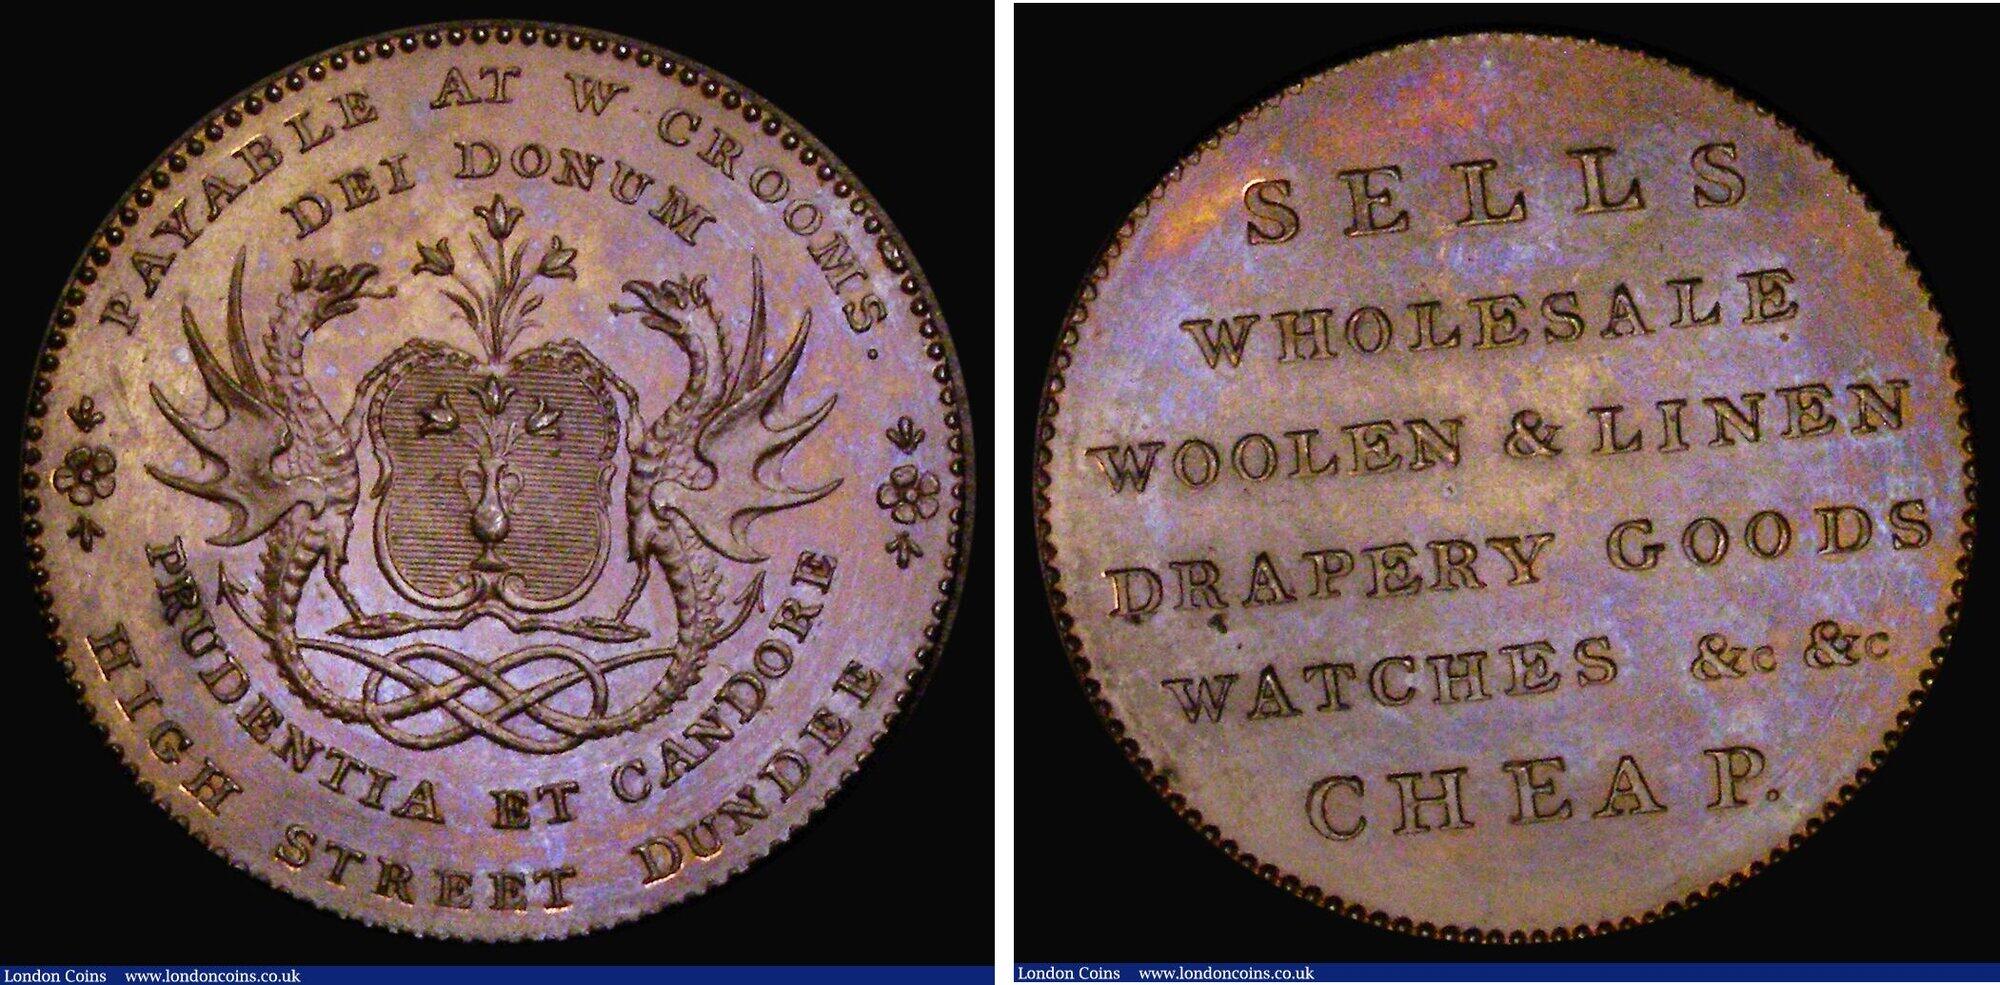 PAYABLE AT W CROOMS.
DEI DONUM
PRUDENTIA ET CANDORE
HIGH STREET DUNDEE
London Coins www.londoncoins.co.uk
SELLS
WHOLESALE
WOOLEN & LINEN
DRAPERY GOODS
WATCHES &c &c
CHEAP.
London Coins www.londoncoins.co.uk